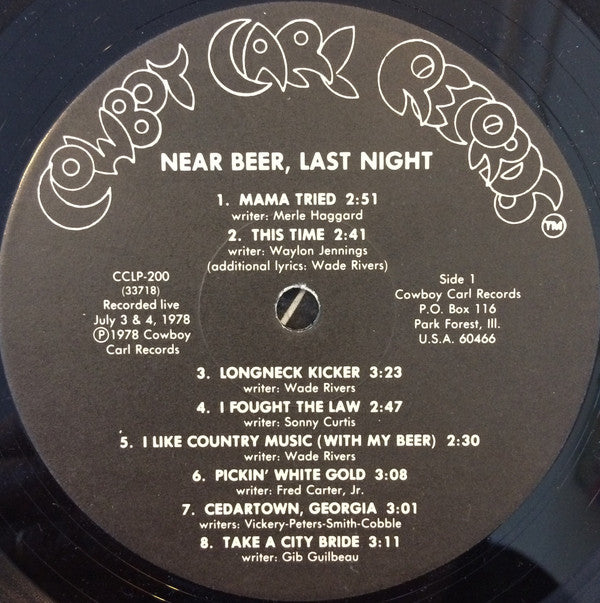 COWBOY CARL RECORDS TM
NEAR BEER, LAST NIGHT
1. MAMA TRIED 2:51
writer: Merle Haggard
2. THIS TIME 2:41
writer: Waylon Jennings
(additional lyrics: Wade Rivers)
CCLP-200
(33718)
Recorded live
July 3 & 4, 1978
Ⓟ1978 Cowboy
Carl Records
Side 1
Cowboy Carl Records
P.O. Box 116
Park Forest, Ill.
U.S.A. 60466
3. LONGNECK KICKER 3:23
writer: Wade Rivers
4. I FOUGHT THE LAW 2:47
writer: Sonny Curtis
5. I LIKE COUNTRY MUSIC (WITH MY BEER) 2:30
writer: Wade Rivers
6. PICKIN' WHITE GOLD 3:08
writer: Fred Carter, Jr.
7. CEDARTOWN, GEORGIA 3:01
writers: Vickery-Peters-Smith-Cobble
8. TAKE A CITY BRIDE 3:11
writer: Gib Guilbeau